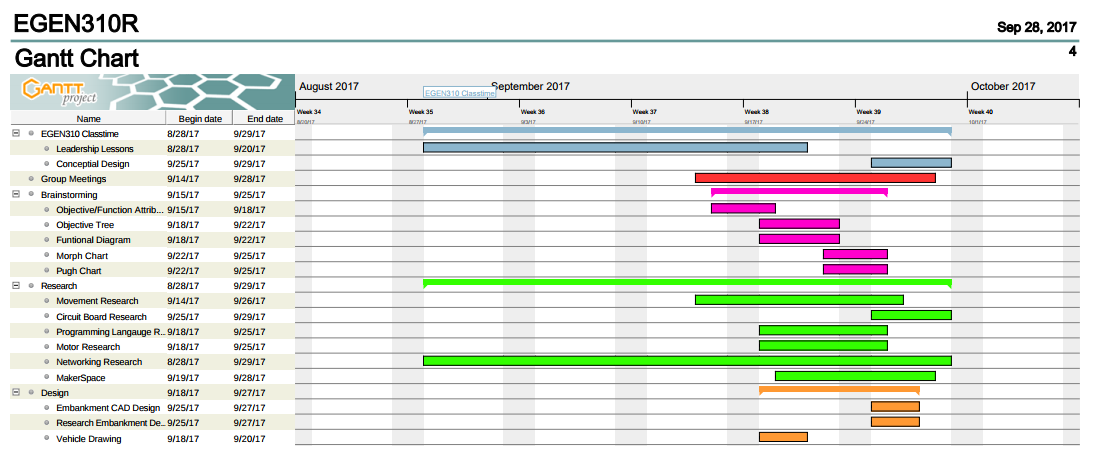 EGEN310R
Sep 28, 2017
Gantt Chart
4
GANTT project
August 2017 September 2017 October 2017
EGEN310 Classtime
Name Begin date End date
Week 34 Week 35 Week 36 Week 37 Week 38 Week 39 Week 40
8/20/17 8/27/17 9/3/17 9/10/17 9/17/17 9/24/17 10/1/17
EGEN310 Classtime 8/28/17 9/29/17
Leadership Lessons 8/28/17 9/20/17
Conceptial Design 9/25/17 9/29/17
Group Meetings 9/14/17 9/28/17
Brainstorming 9/15/17 9/25/17
Objective/Function Attrib... 9/15/17 9/18/17
Objective Tree 9/18/17 9/22/17
Funtional Diagram 9/18/17 9/22/17
Morph Chart 9/22/17 9/25/17
Pugh Chart 9/22/17 9/25/17
Research 8/28/17 9/29/17
Movement Research 9/14/17 9/26/17
Circuit Board Research 9/25/17 9/29/17
Programming Langauge R... 9/18/17 9/25/17
Motor Research 9/18/17 9/25/17
Networking Research 8/28/17 9/29/17
MakerSpace 9/19/17 9/28/17
Design 9/18/17 9/27/17
Embankment CAD Design 9/25/17 9/27/17
Research Embankment De... 9/25/17 9/27/17
Vehicle Drawing 9/18/17 9/20/17